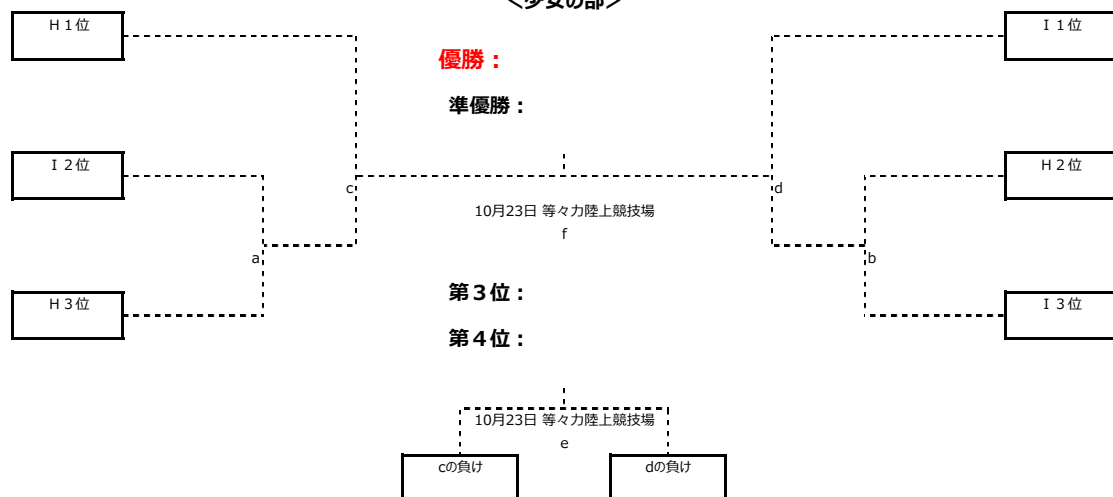 ＜少女の部＞
Ｈ１位
Ｉ１位
優勝：
準優勝：
Ｉ２位
Ｈ２位
c
d
10月23日 等々力陸上競技場
f
a
b
第３位：
Ｈ３位
Ｉ３位
第４位：
10月23日 等々力陸上競技場
e
cの負け
dの負け